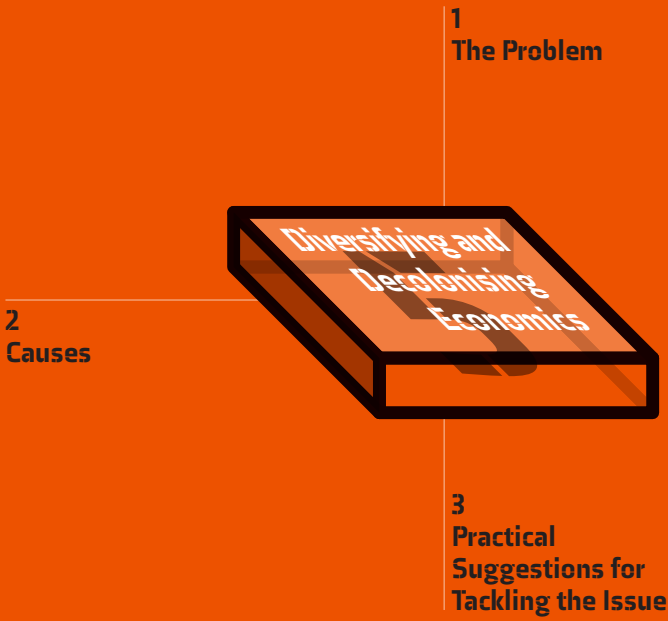 1
The Problem
Diversifying and
Decolonising
Economics
2
Causes
3
Practical
Suggestions for
Tackling the Issue